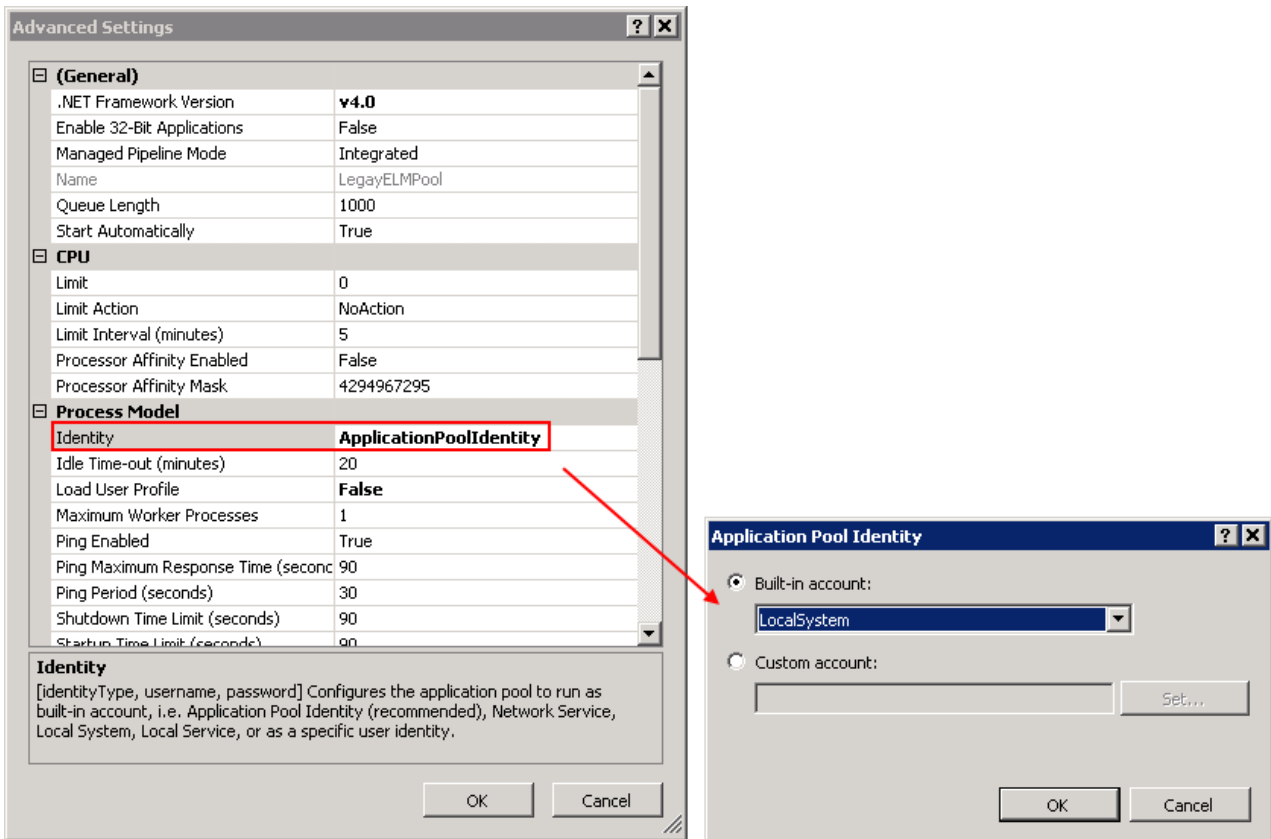 Advanced Settings
(General)
.NET Framework Version v4.0
Enable 32-Bit Applications False
Managed Pipeline Mode Integrated
Name LegayELMPool
Queue Length 1000
Start Automatically True
CPU
Limit 0
Limit Action NoAction
Limit Interval (minutes) 5
Processor Affinity Enabled False
Processor Affinity Mask 4294967295
Process Model
Identity ApplicationPoolIdentity
Idle Time-out (minutes) 20
Load User Profile False
Maximum Worker Processes 1
Ping Enabled True
Ping Maximum Response Time (seconc 90
Ping Period (seconds) 30
Shutdown Time Limit (seconds) 90
Startup Time Limit (seconds) 90
Identity
[identityType, username, password] Configures the application pool to run as
built-in account, i.e. Application Pool Identity (recommended), Network Service,
Local System, Local Service, or as a specific user identity.
OK Cancel
Application Pool Identity
Built-in account:
LocalSystem
Custom account:
Set...
OK Cancel